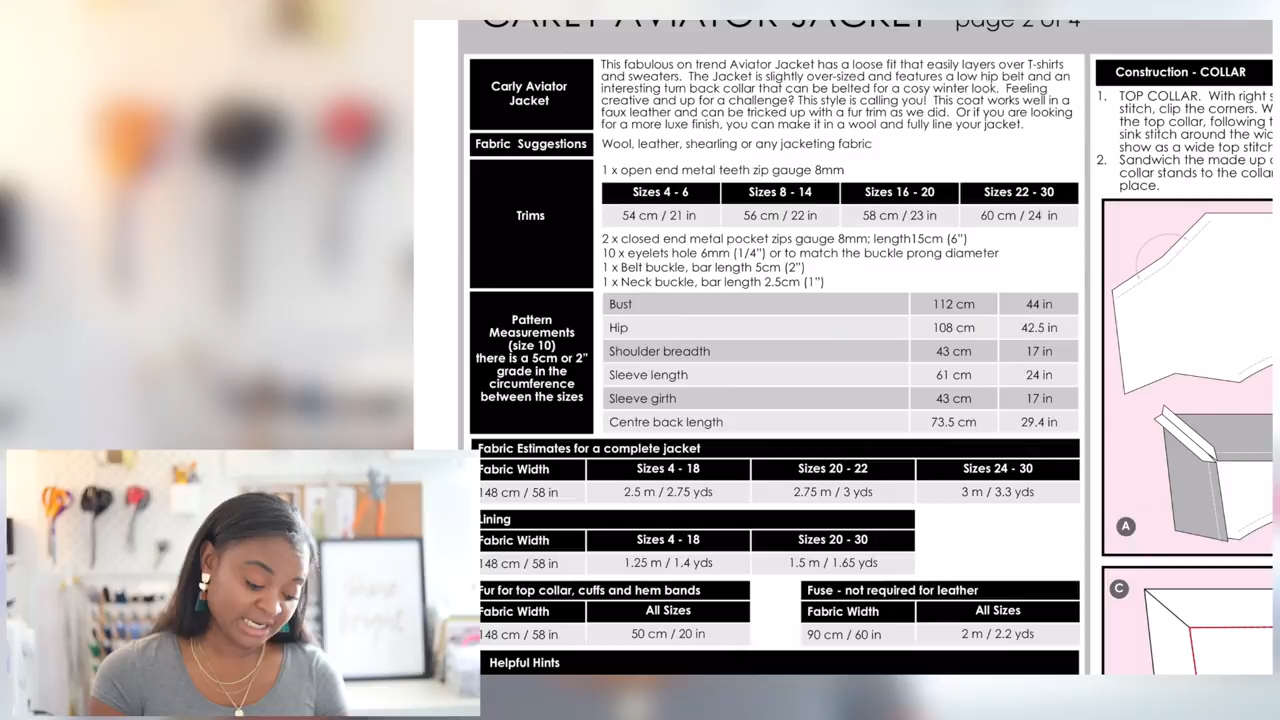 CARLY AVIATOR JACKET page 2 of 4
Carly Aviator
Jacket
This fabulous on trend Aviator Jacket has a loose fit that easily layers over T-shirts
and sweaters. The Jacket is slightly over-sized and features a low hip belt and an
interesting turn back collar that can be belted for a cosy winter look. Feeling
creative and up for a challenge? This style is calling you! This coat works well in a
faux leather and can be tricked up with a fur trim as we did. Or if you are looking
for a more luxe finish, you can make it in a wool and fully line your jacket.
Fabric Suggestions
Wool, leather, shearling or any jacketing fabric
Trims
1 x open end metal teeth zip gauge 8mm
Sizes 4 - 6 Sizes 8 - 14 Sizes 16 - 20 Sizes 22 - 30
54 cm / 21 in 56 cm / 22 in 58 cm / 23 in 60 cm / 24 in
2 x closed end metal pocket zips gauge 8mm; length15cm (6")
10 x eyelets hole 6mm (1/4") or to match the buckle prong diameter
1 x Belt buckle, bar length 5cm (2")
1 x Neck buckle, bar length 2.5cm (1")
Pattern
Measurements
(size 10)
there is a 5cm or 2"
grade in the
circumference
between the sizes
Bust 112 cm 44 in
Hip 108 cm 42.5 in
Shoulder breadth 43 cm 17 in
Sleeve length 61 cm 24 in
Sleeve girth 43 cm 17 in
Centre back length 73.5 cm 29.4 in
Fabric Estimates for a complete jacket
Fabric Width Sizes 4 - 18 Sizes 20 - 22 Sizes 24 - 30
148 cm / 58 in 2.5 m / 2.75 yds 2.75 m / 3 yds 3 m / 3.3 yds
Lining
Fabric Width Sizes 4 - 18 Sizes 20 - 30
148 cm / 58 in 1.25 m / 1.4 yds 1.5 m / 1.65 yds
Fur for top collar, cuffs and hem bands
Fabric Width All Sizes
148 cm / 58 in 50 cm / 20 in
Fuse - not required for leather
Fabric Width All Sizes
90 cm / 60 in 2 m / 2.2 yds
Helpful Hints
Construction - COLLAR
1. TOP COLLAR. With right s
stitch, clip the corners. W
the top collar, following t
sink stitch around the wid
show as a wide top stitch
2. Sandwich the made up c
collar stands to the colla
place.
A
C